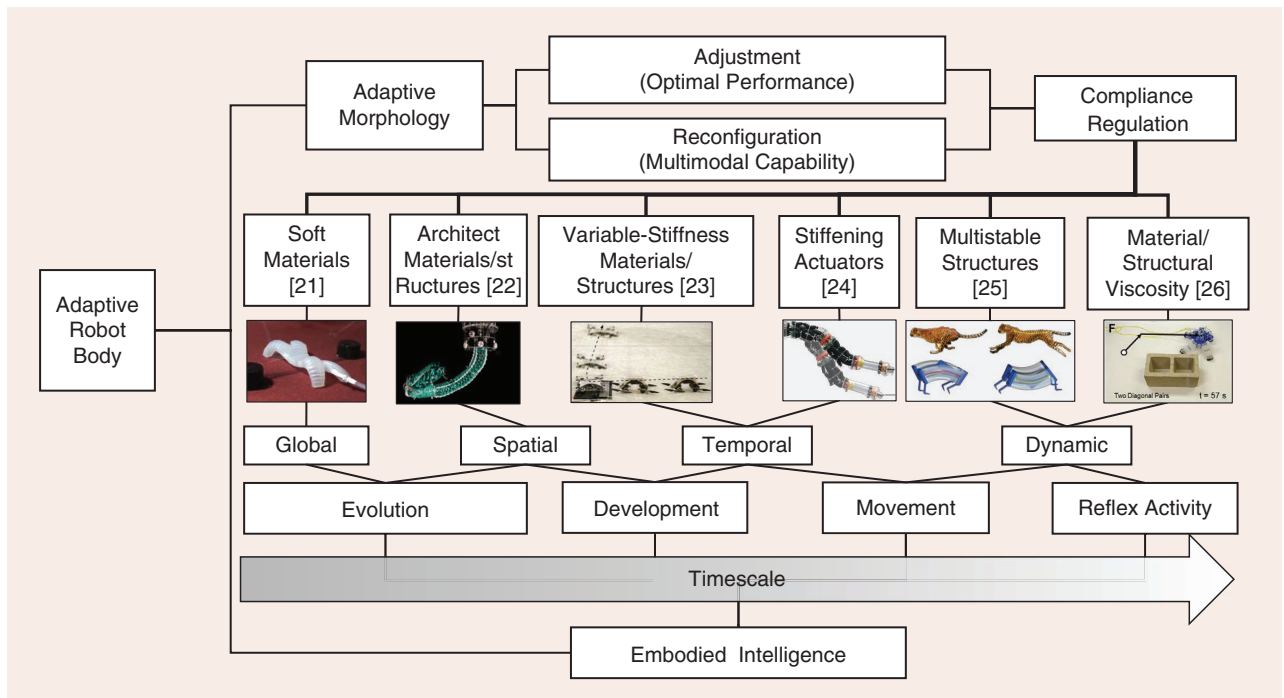 Adjustment
(Optimal Performance)
Adaptive
Morphology
Compliance
Regulation
Reconfiguration
(Multimodal Capability)
Soft
Materials
[21]
Architect
Materials/st
Ructures [22]
Variable-Stiffness
Materials/
Structures [23]
Stiffening
Actuators
[24]
Multistable
Structures
[25]
Material/
Structural
Viscosity [26]
Adaptive
Robot
Body
F
Two Diagonal Pairs
t = 57 s
Global
Spatial
Temporal
Dynamic
Evolution
Development
Movement
Reflex Activity
Timescale
Embodied Intelligence